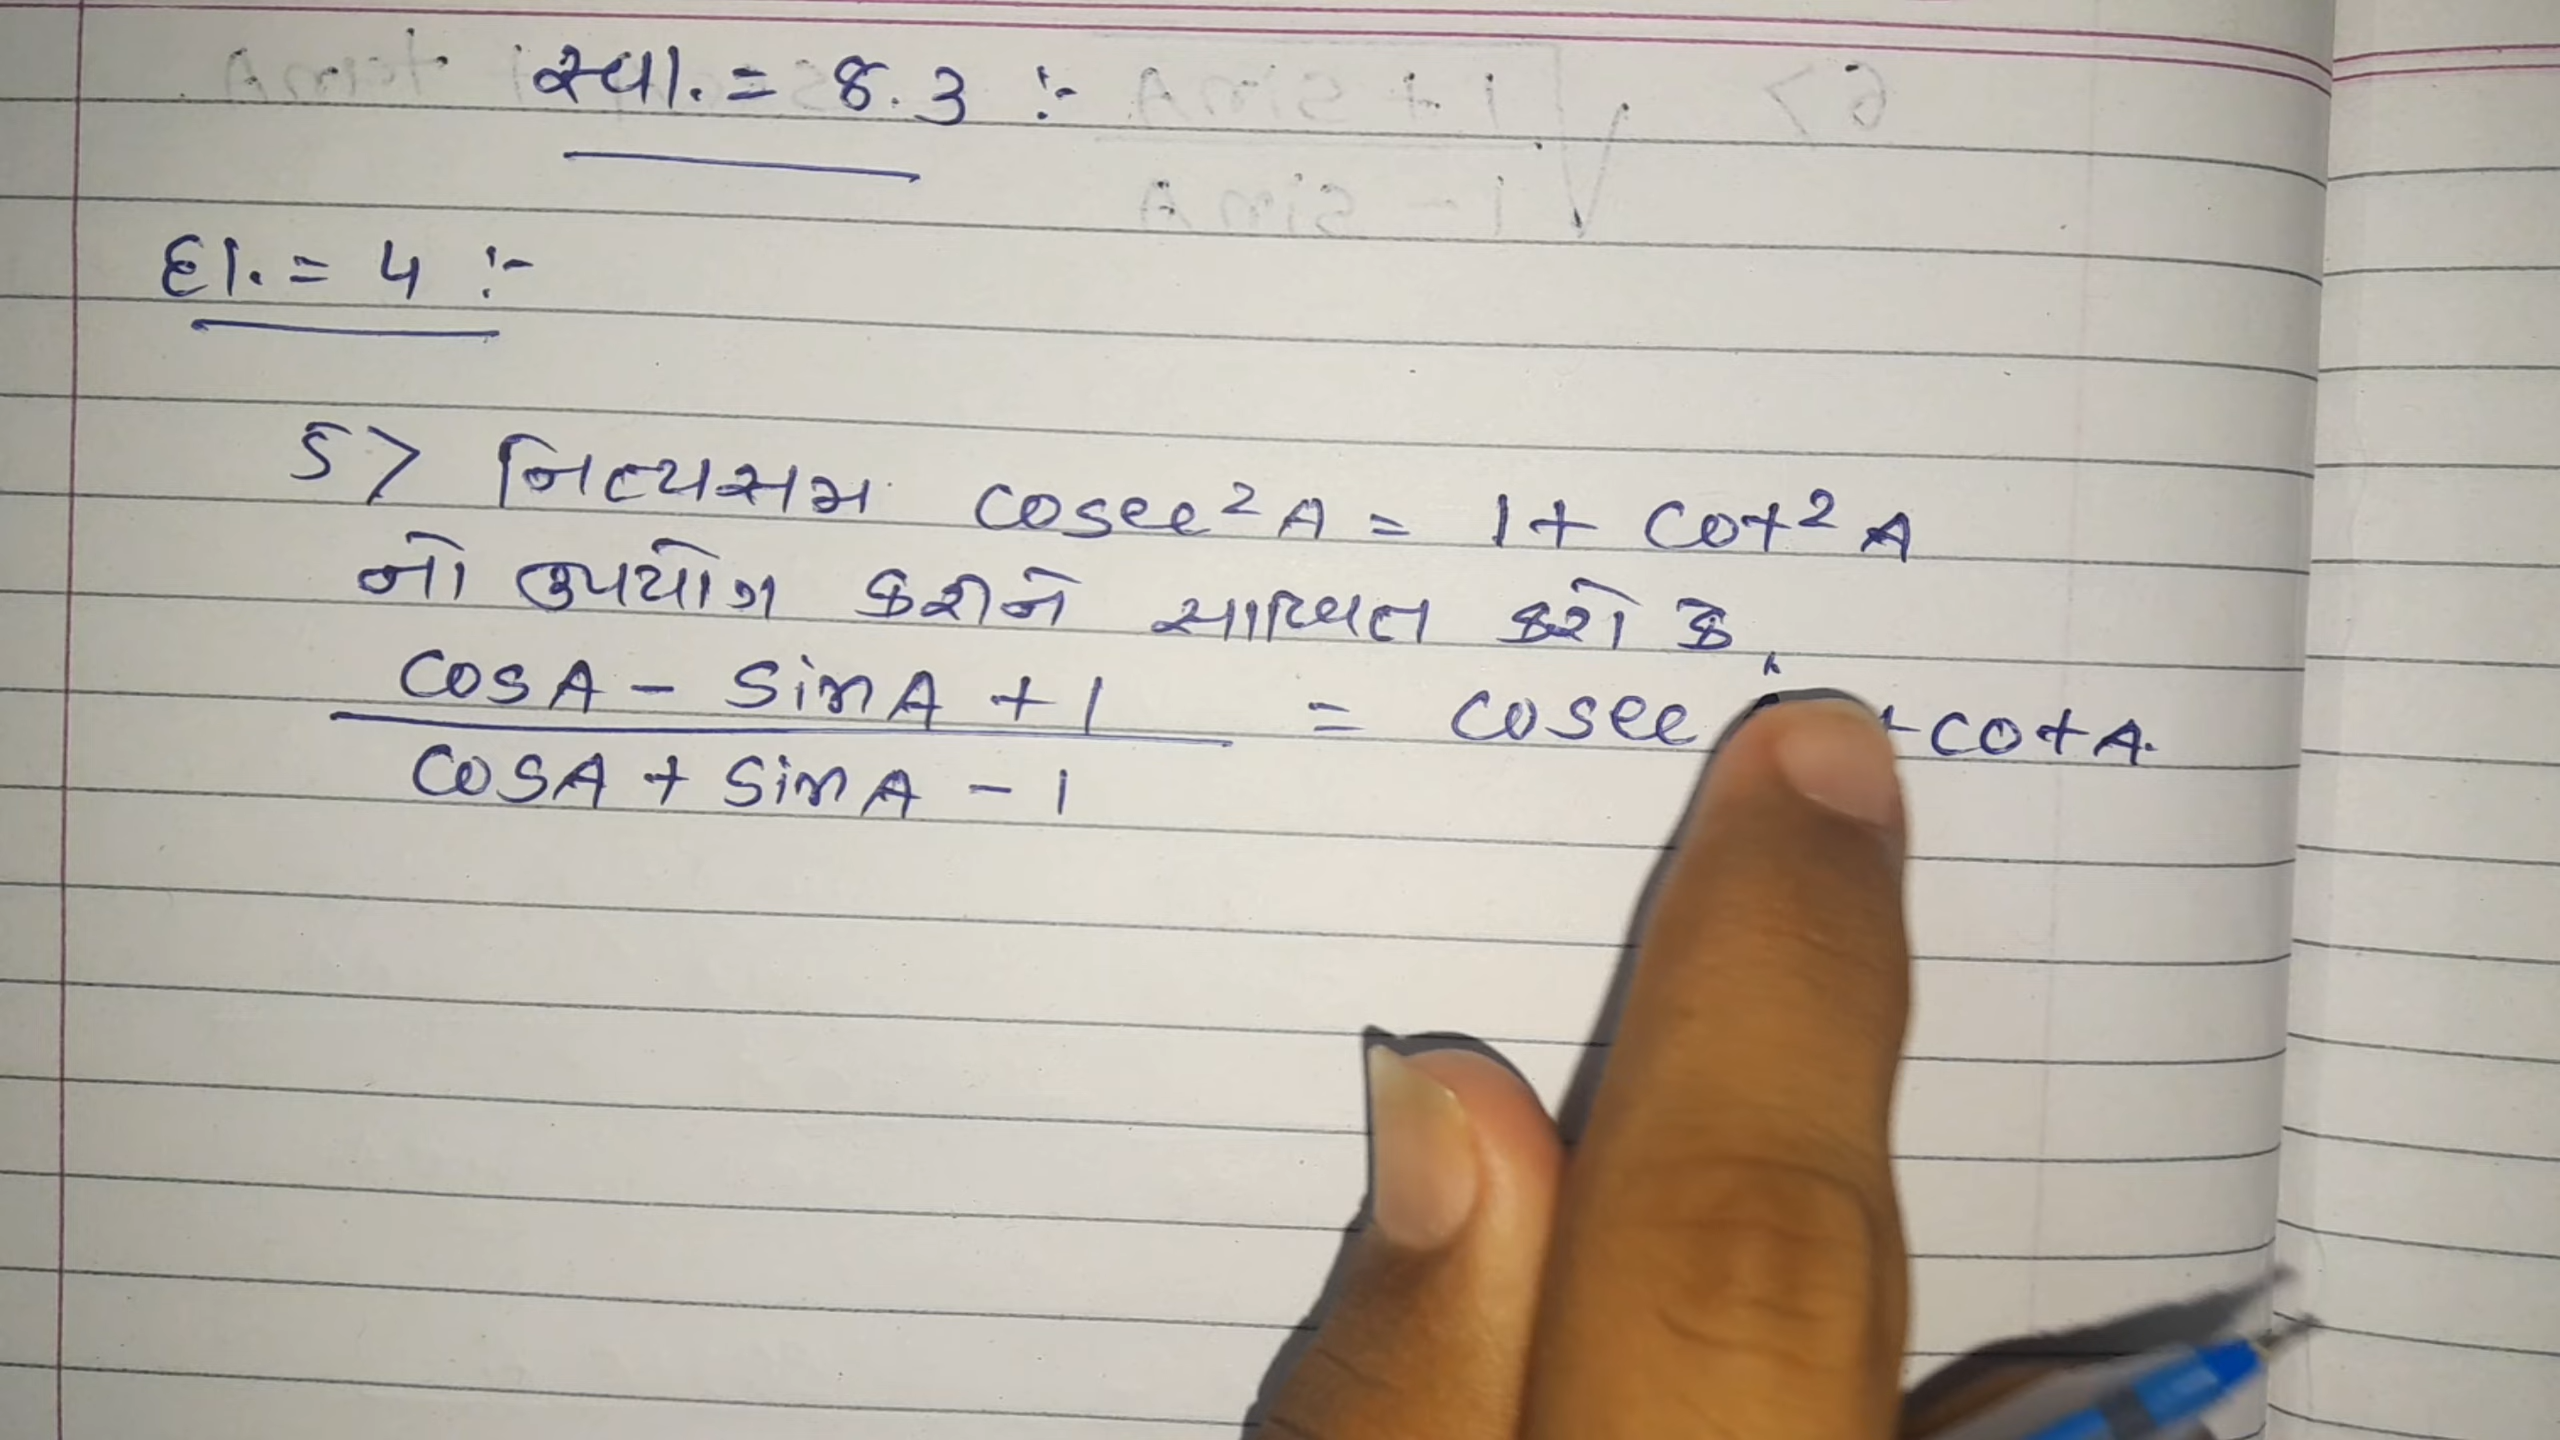 સ્વા. = 8.3 :-
દા. = 4 :-
5> નિત્યસમ cosec²A = 1 + cot²A
નો ઉપયોગ કરીને સાબિત કરો કે,
cosA - sinA + 1
cosA + sinA - 1
= cosec + cotA.